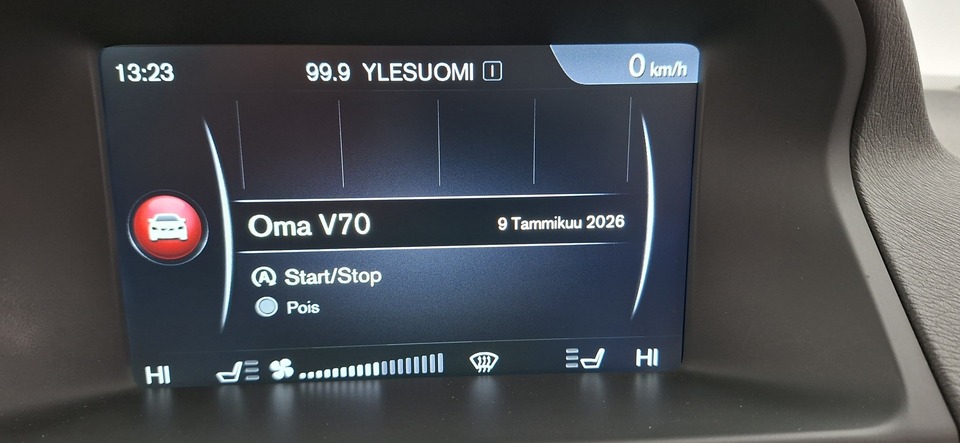 13:23 99.9 YLESUOMI I 0 km/h
Oma V70 9 Tammikuu 2026
A Start/Stop
Pois
HI HI